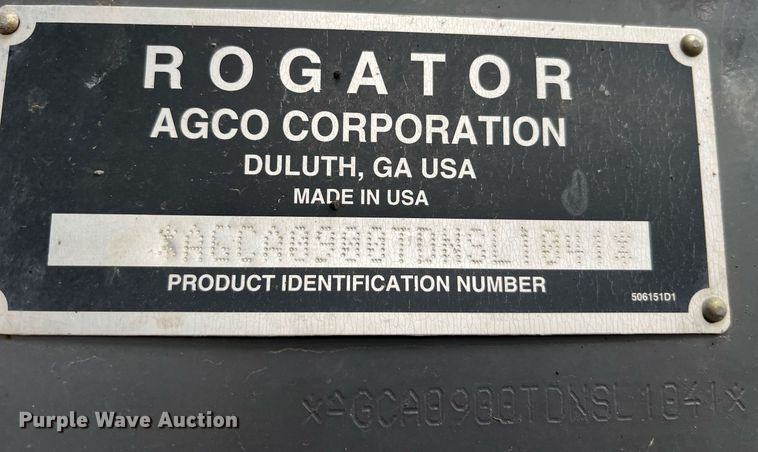 ROGATOR
AGCO CORPORATION
DULUTH, GA USA
MADE IN USA
*AGCA0900TDNSL1041*
PRODUCT IDENTIFICATION NUMBER
506151D1
*AGCA0900TDNSL1041*
Purple Wave Auction